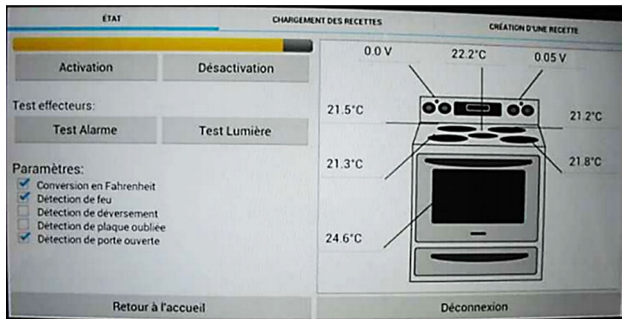 ÉTAT
CHARGEMENT DES RECETTES
CRÉATION D'UNE RECETTE
Activation
Désactivation
Test effecteurs:
Test Alarme
Test Lumière
Paramètres:
Conversion en Fahrenheit
Détection de feu
Détection de déversement
Détection de plaque oubliée
Détection de porte ouverte
0.0 V
22.2°C
0.05 V
21.5°C
21.2°C
21.3°C
21.8°C
24.6°C
Retour à l'accueil
Déconnexion